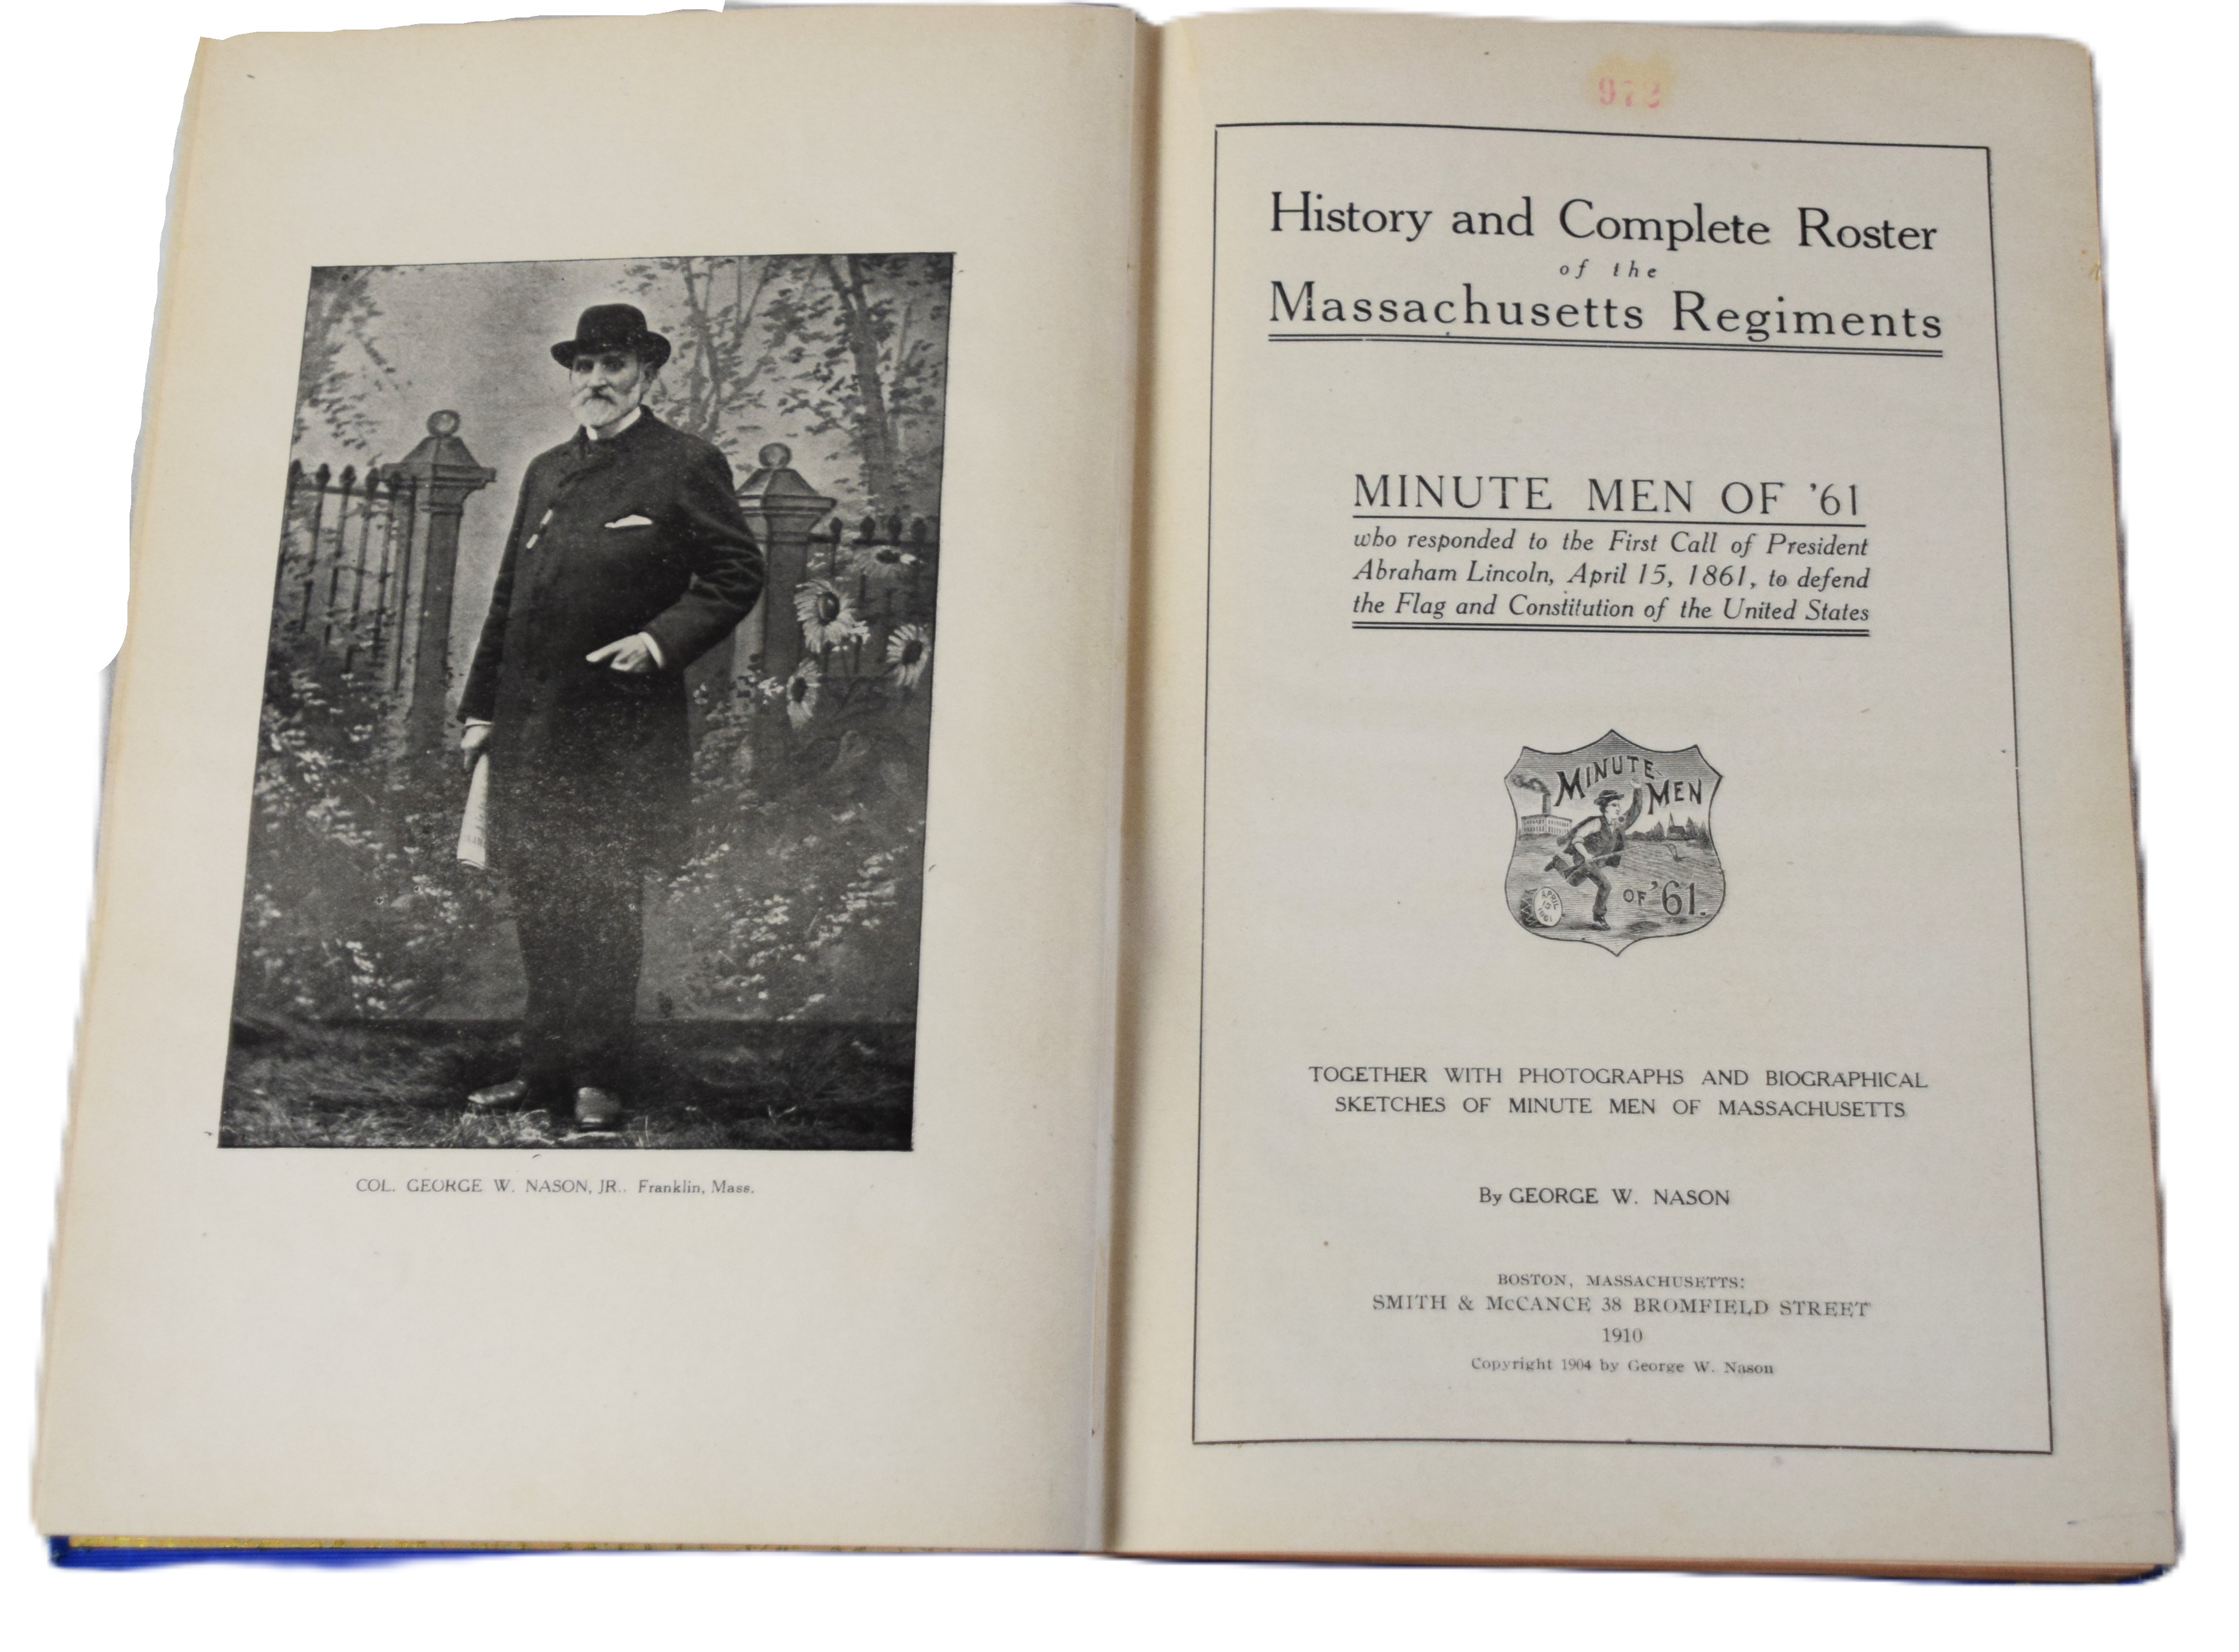 COL. GEORGE W. NASON, JR.. Franklin, Mass.
973
History and Complete Roster
of the
Massachusetts Regiments
MINUTE MEN OF '61
who responded to the First Call of President
Abraham Lincoln, April 15, 1861, to defend
the Flag and Constitution of the United States
MINUTE
MEN
OF '61.
APRIL
15
1861
TOGETHER WITH PHOTOGRAPHS AND BIOGRAPHICAL
SKETCHES OF MINUTE MEN OF MASSACHUSETTS
By GEORGE W. NASON
BOSTON, MASSACHUSETTS:
SMITH & McCANCE 38 BROMFIELD STREET
1910
Copyright 1904 by George W. Nason